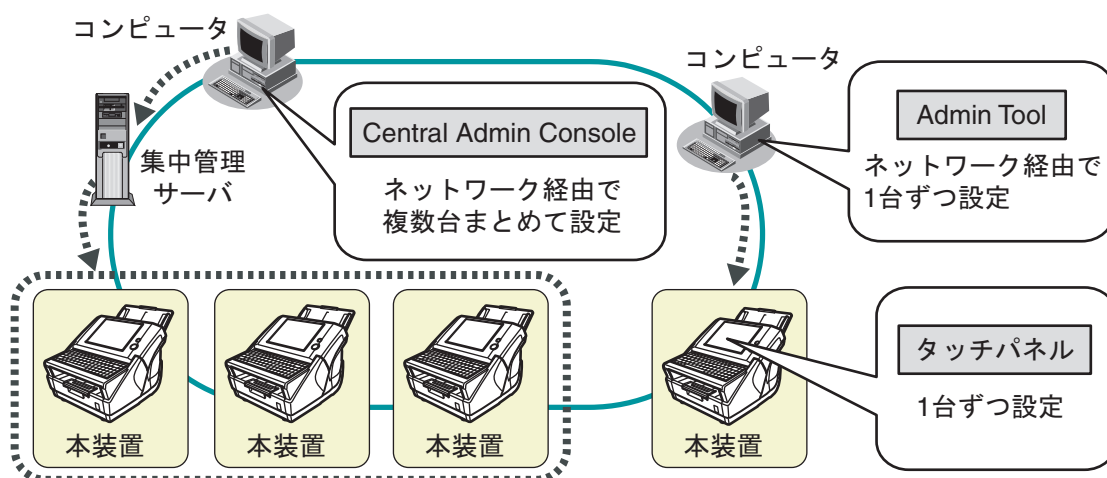 コンピュータ
コンピュータ
集中管理
サーバ
Central Admin Console
ネットワーク経由で
複数台まとめて設定
Admin Tool
ネットワーク経由で
1台ずつ設定
タッチパネル
1台ずつ設定
本装置
本装置
本装置
本装置